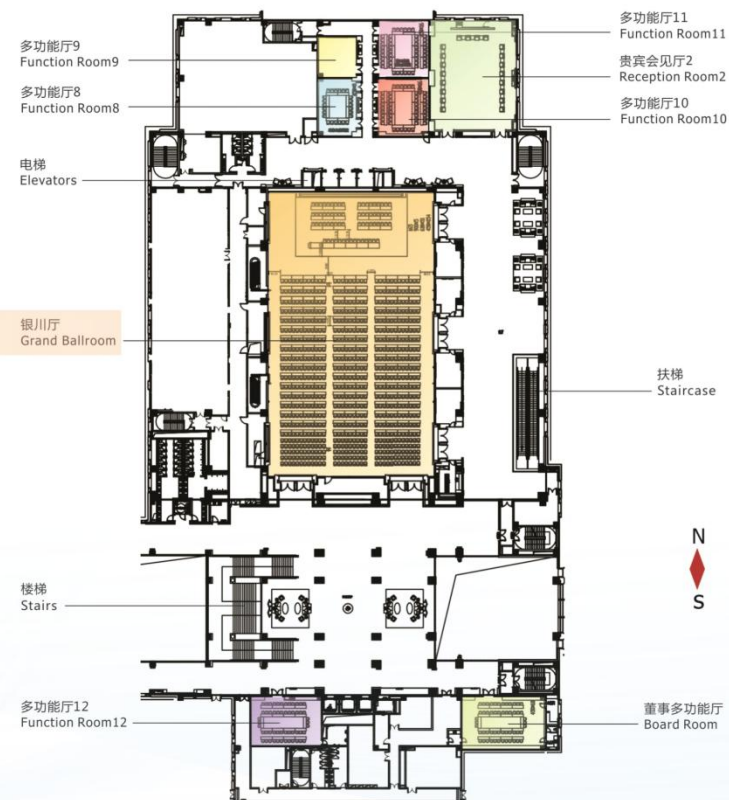 多功能厅9
Function Room9
多功能厅8
Function Room8
电梯
Elevators
银川厅
Grand Ballroom
楼梯
Stairs
多功能厅12
Function Room12
多功能厅11
Function Room11
贵宾会见厅2
Reception Room2
多功能厅10
Function Room10
扶梯
Staircase
N
S
董事多功能厅
Board Room